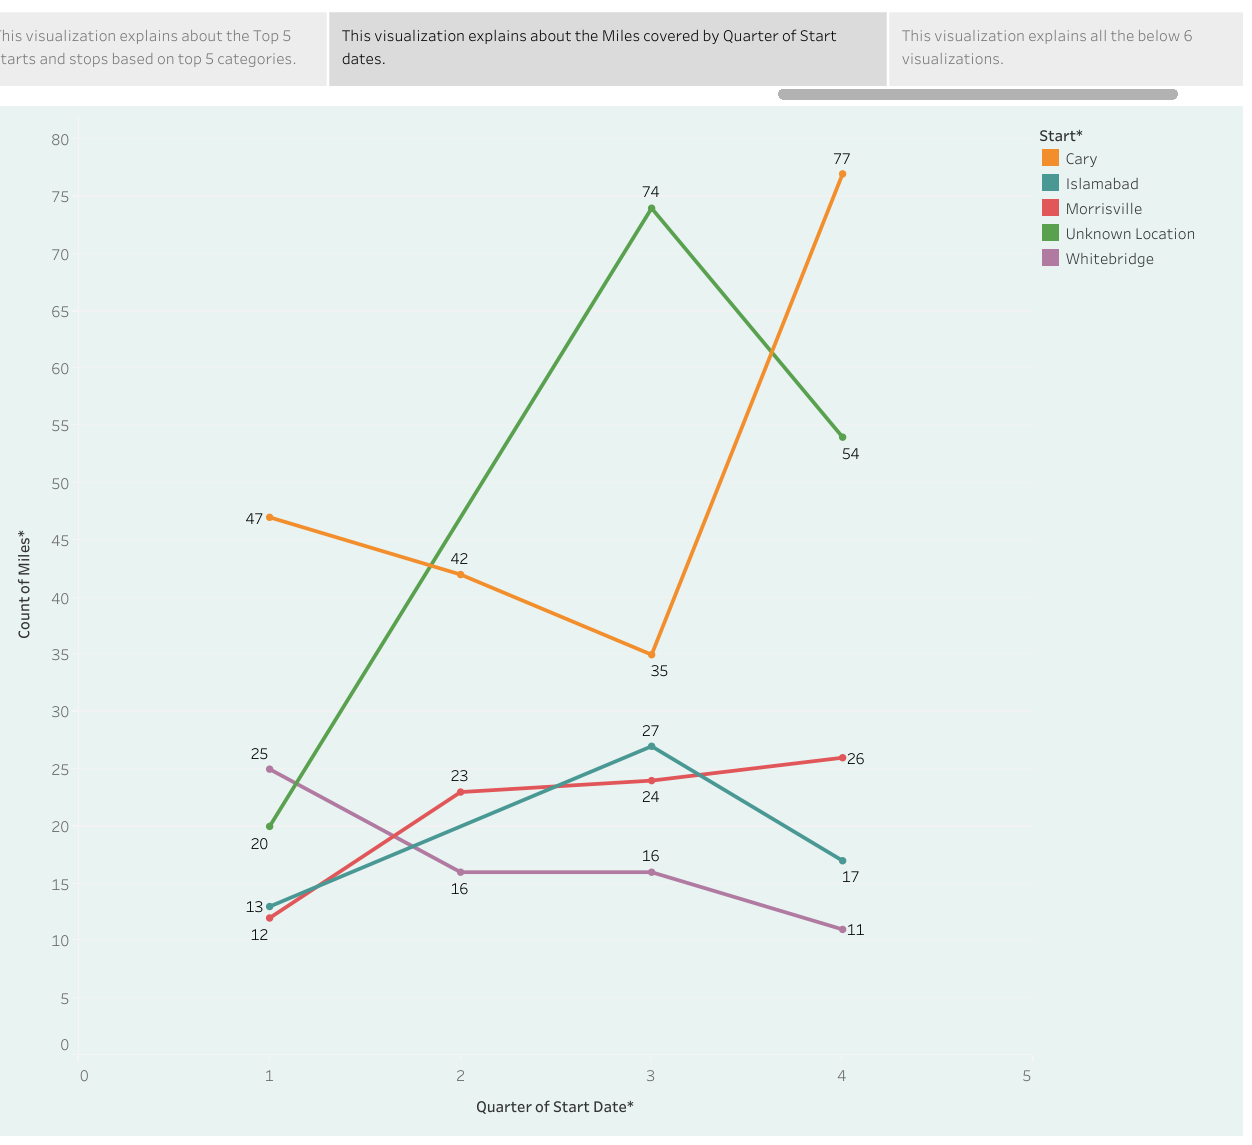 his visualization explains about the Top 5
tarts and stops based on top 5 categories.
This visualization explains about the Miles covered by Quarter of Start
dates.
This visualization explains all the below 6
visualizations.
Start*
Cary
Islamabad
Morrisville
Unknown Location
Whitebridge
80
75
70
65
60
55
50
45
40
35
30
25
20
15
10
5
0
Count of Miles*
77
74
54
47
42
35
27
25
26
23
24
20
16
17
16
13
12
11
0 1 2 3 4 5
Quarter of Start Date*